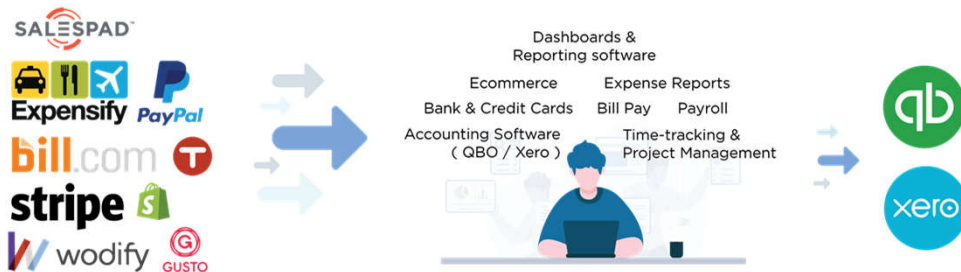 SALESPAD™
Expensify
PayPal
bill.com
T
stripe
S
W wodify
G
GUSTO
Dashboards &
Reporting software
Ecommerce
Expense Reports
Bank & Credit Cards
Bill Pay
Payroll
Accounting Software
( QBO / Xero )
Time-tracking &
Project Management
qb
xero